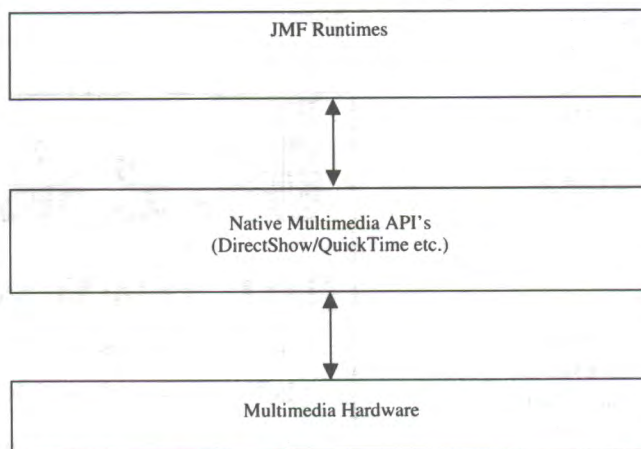 JMF Runtimes
Native Multimedia API's
(DirectShow/QuickTime etc.)
Multimedia Hardware